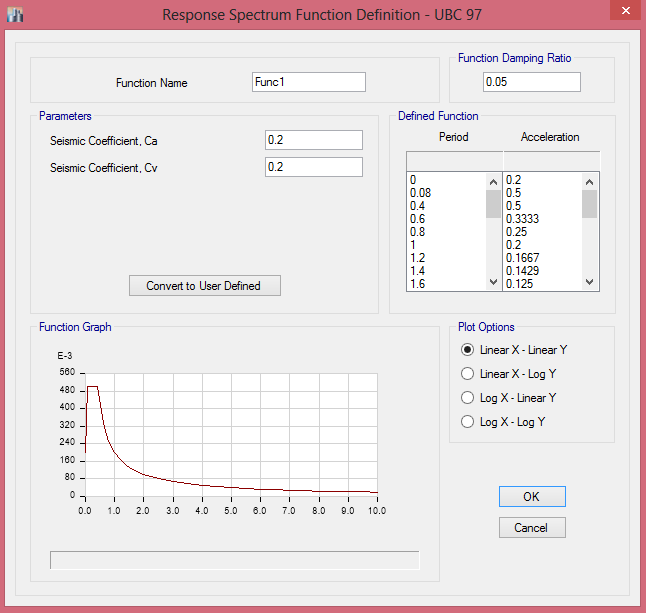 Response Spectrum Function Definition - UBC 97
Function Name
Func1
Function Damping Ratio
0.05
Parameters
Seismic Coefficient, Ca
0.2
Seismic Coefficient, Cv
0.2
Convert to User Defined
Defined Function
Period Acceleration
0 0.2
0.08 0.5
0.4 0.5
0.6 0.3333
0.8 0.25
1 0.2
1.2 0.1667
1.4 0.1429
1.6 0.125
Function Graph
E-3
560
480
400
320
240
160
80
0
0.0 1.0 2.0 3.0 4.0 5.0 6.0 7.0 8.0 9.0 10.0
Plot Options
Linear X - Linear Y
Linear X - Log Y
Log X - Linear Y
Log X - Log Y
OK
Cancel